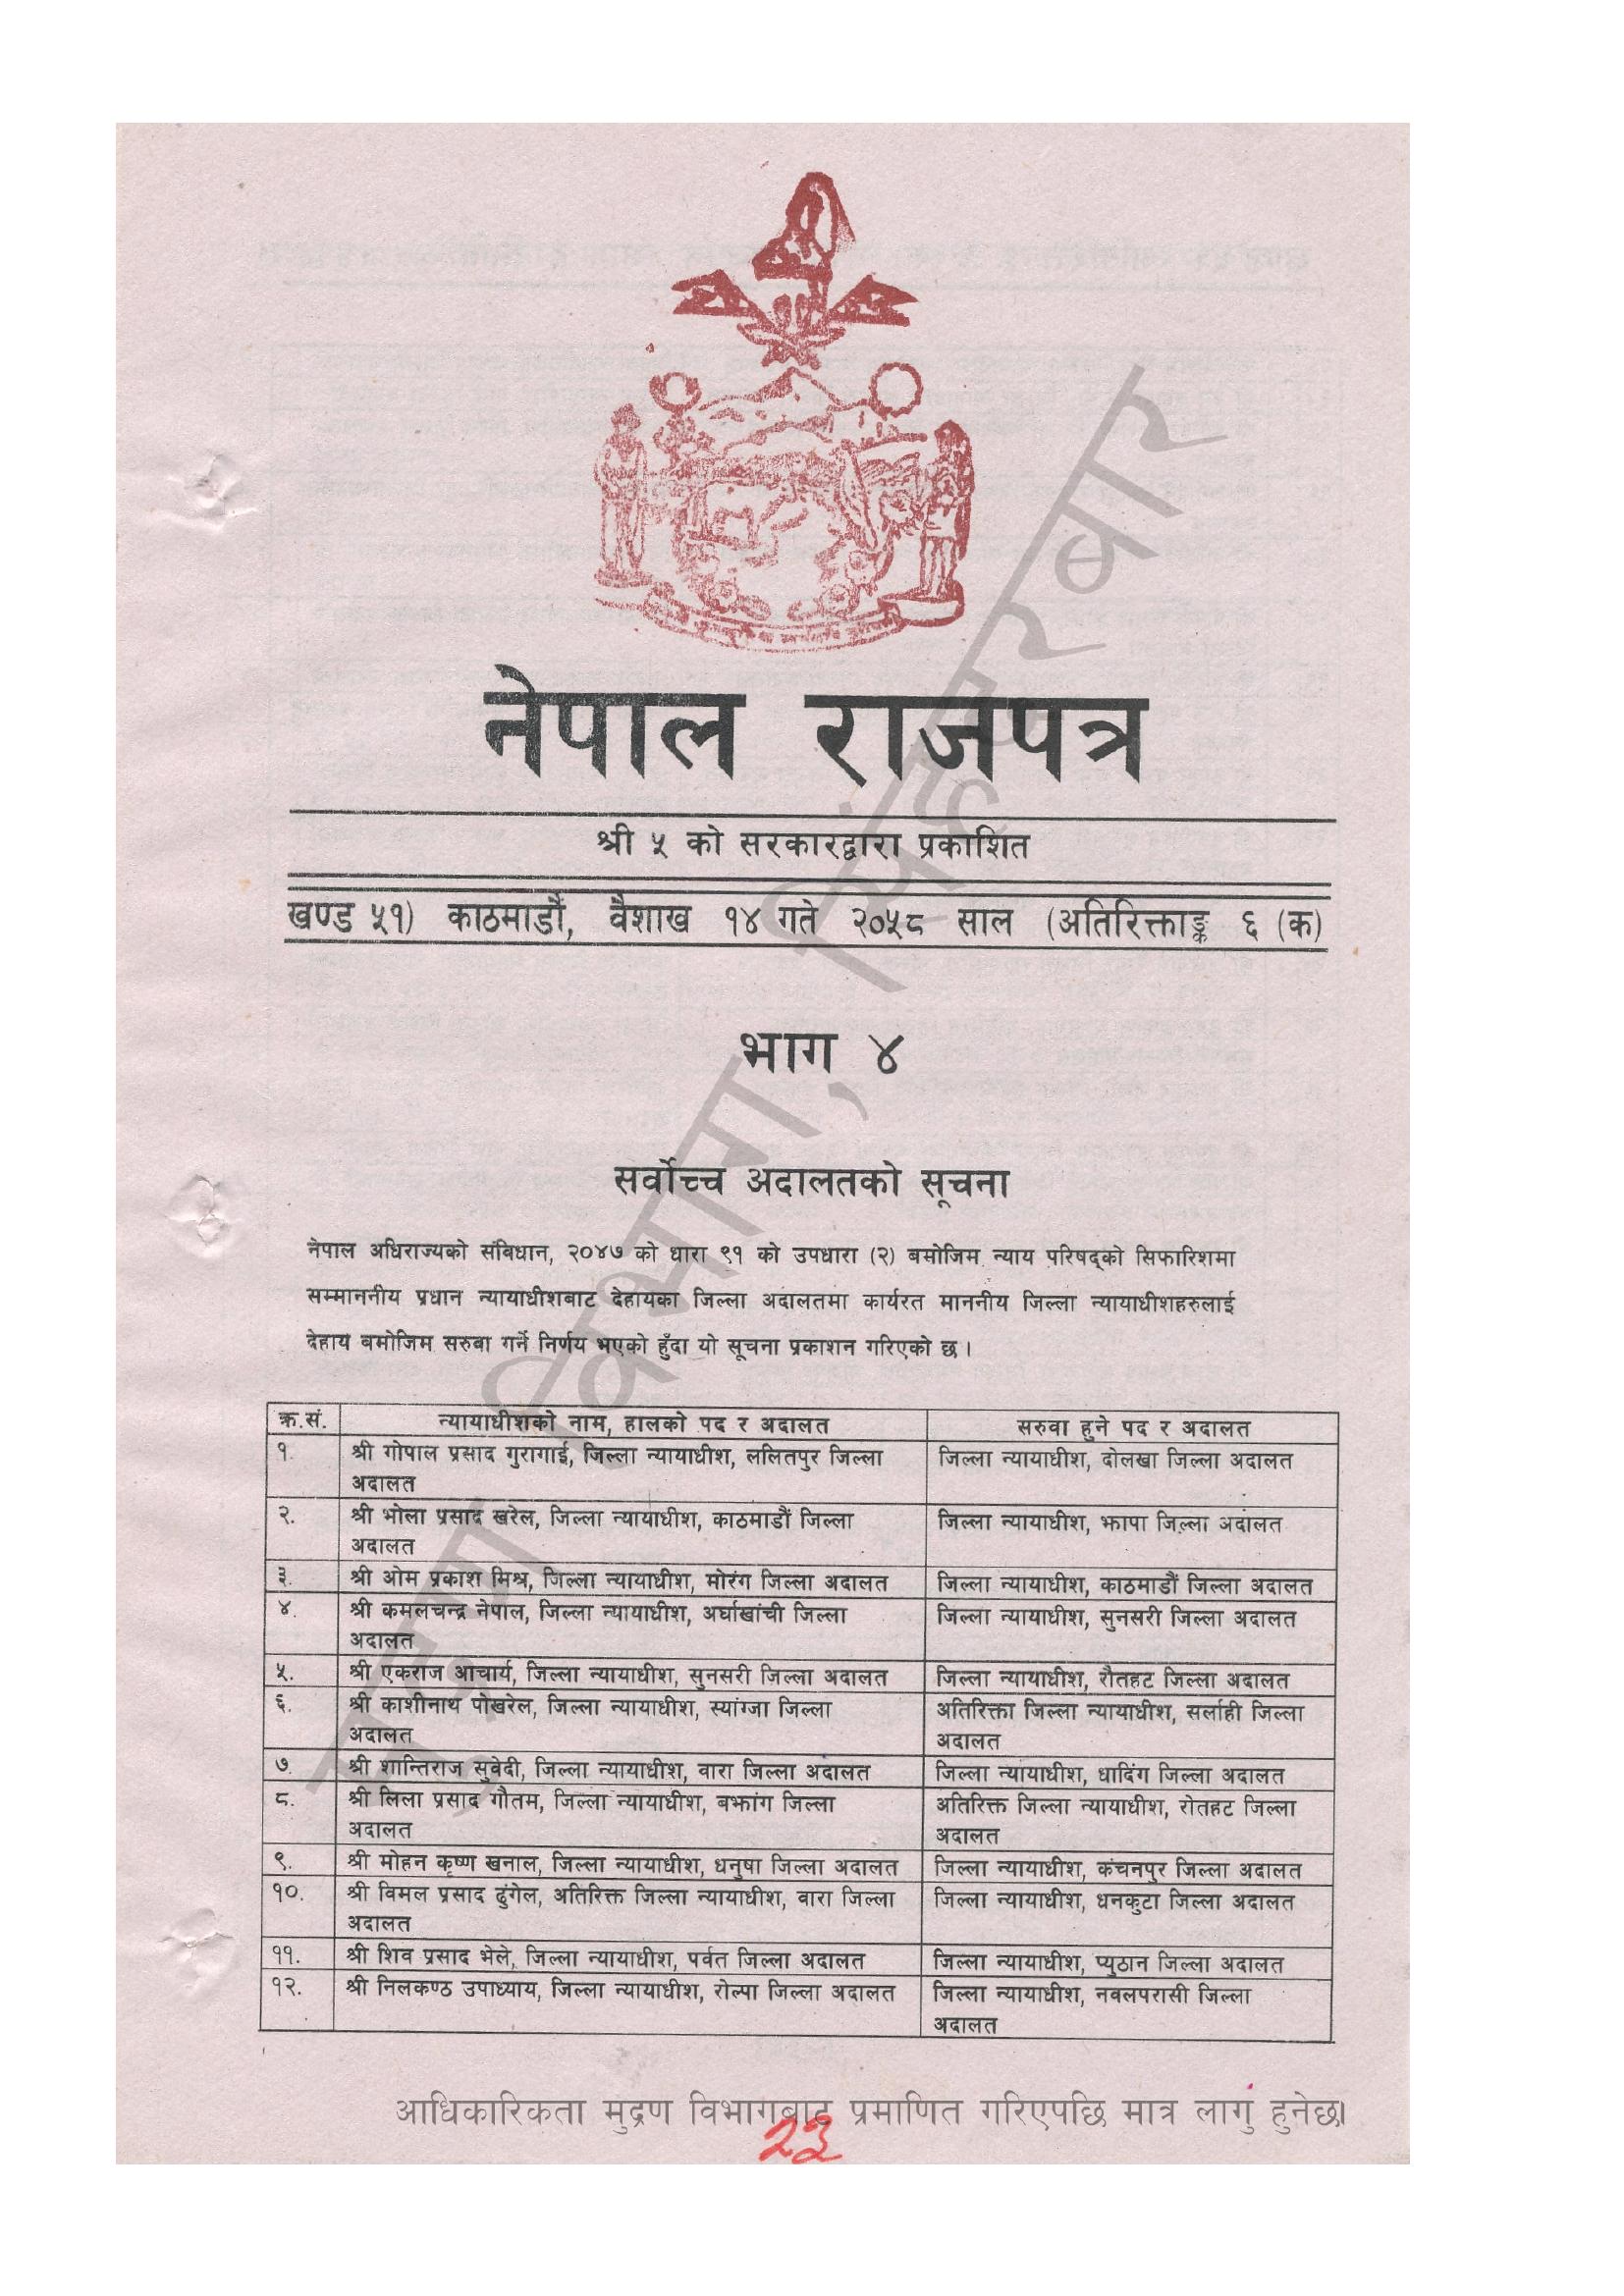 नेपाल राजपत्र
श्री ५ को सरकारद्वारा प्रकाशित
खण्ड ५१) काठमाडौं, वैशाख १४ गते २०५८ साल (अतिरिक्ताङ्क ६ (क)
भाग ४
सर्वोच्च अदालतको सूचना
नेपाल अधिराज्यको संबिधान, २०४७ को धारा ९१ को उपधारा (२) बमोजिम न्याय परिषद्को सिफारिशमा
सम्माननीय प्रधान न्यायाधीशबाट देहायका जिल्ला अदालतमा कार्यरत माननीय जिल्ला न्यायाधीशहरुलाई
देहाय बमोजिम सरुबा गर्ने निर्णय भएको हुँदा यो सूचना प्रकाशन गरिएको छ।
क्र.सं. न्यायाधीशको नाम, हालको पद र अदालत सरुवा हुने पद र अदालत
१. श्री गोपाल प्रसाद गुरागाई, जिल्ला न्यायाधीश, ललितपुर जिल्ला जिल्ला न्यायाधीश, दोलखा जिल्ला अदालत
अदालत
२. श्री भोला प्रसाद खरेल, जिल्ला न्यायाधीश, काठमाडौं जिल्ला जिल्ला न्यायाधीश, झापा जिल्ला अदालत
अदालत
३. श्री ओम प्रकाश मिश्र, जिल्ला न्यायाधीश, मोरंग जिल्ला अदालत जिल्ला न्यायाधीश, काठमाडौं जिल्ला अदालत
४. श्री कमलचन्द्र नेपाल, जिल्ला न्यायाधीश, अर्घाखांची जिल्ला जिल्ला न्यायाधीश, सुनसरी जिल्ला अदालत
अदालत
५. श्री एकराज आचार्य, जिल्ला न्यायाधीश, सुनसरी जिल्ला अदालत जिल्ला न्यायाधीश, रौतहट जिल्ला अदालत
६. श्री काशीनाथ पोखरेल, जिल्ला न्यायाधीश, स्यांग्जा जिल्ला अतिरिक्ता जिल्ला न्यायाधीश, सर्लाही जिल्ला
अदालत अदालत
७. श्री शान्तिराज सुवेदी, जिल्ला न्यायाधीश, वारा जिल्ला अदालत जिल्ला न्यायाधीश, धादिंग जिल्ला अदालत
८. श्री लिला प्रसाद गौतम, जिल्ला न्यायाधीश, बझांग जिल्ला अतिरिक्त जिल्ला न्यायाधीश, रोतहट जिल्ला
अदालत अदालत
९. श्री मोहन कृष्ण खनाल, जिल्ला न्यायाधीश, धनुषा जिल्ला अदालत जिल्ला न्यायाधीश, कंचनपुर जिल्ला अदालत
१०. श्री विमल प्रसाद ढुंगेल, अतिरिक्त जिल्ला न्यायाधीश, वारा जिल्ला जिल्ला न्यायाधीश, धनकुटा जिल्ला अदालत
अदालत
११. श्री शिव प्रसाद भेले, जिल्ला न्यायाधीश, पर्वत जिल्ला अदालत जिल्ला न्यायाधीश, प्युठान जिल्ला अदालत
१२. श्री निलकण्ठ उपाध्याय, जिल्ला न्यायाधीश, रोल्पा जिल्ला अदालत जिल्ला न्यायाधीश, नवलपरासी जिल्ला
अदालत
मुद्रण विभाग, सिंहदरबार
आधिकारिकता मुद्रण विभागबाट प्रमाणित गरिएपछि मात्र लागु हुनेछ।
23